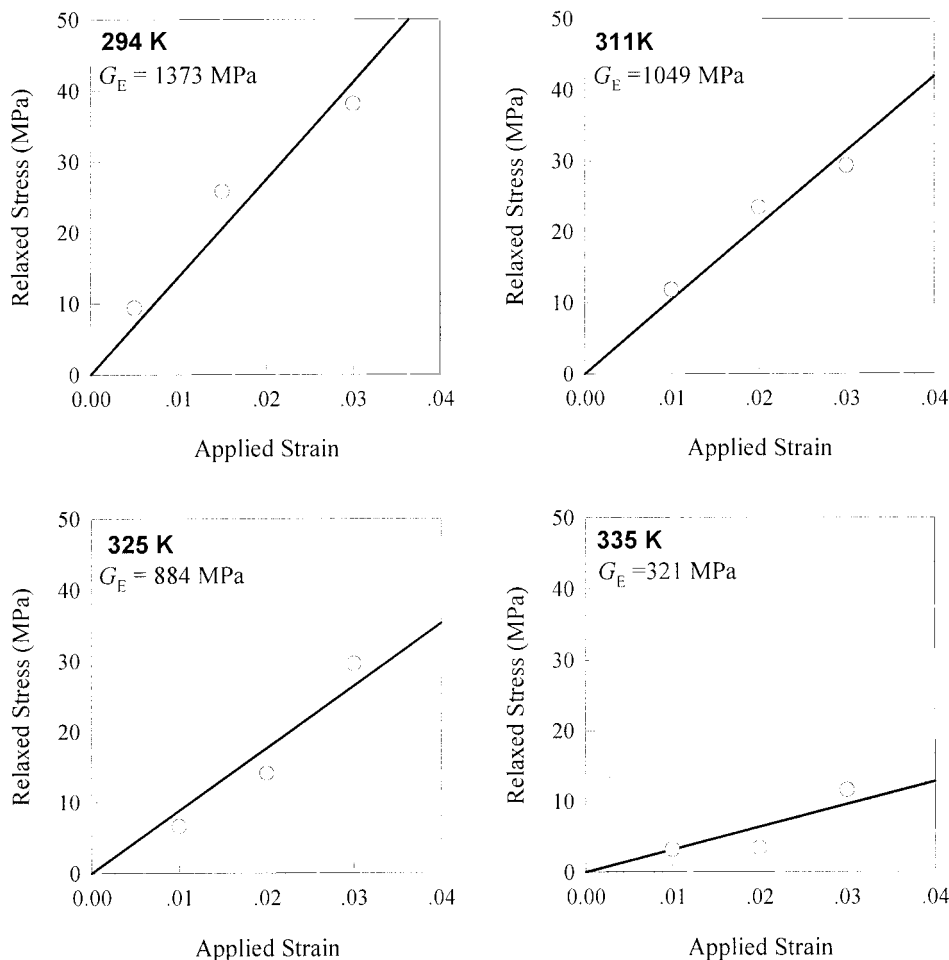 50
40
30
20
10
0
Relaxed Stress (MPa)
294 K
G_E = 1373 MPa
0.00 .01 .02 .03 .04
Applied Strain
50
40
30
20
10
0
Relaxed Stress (MPa)
311K
G_E =1049 MPa
0.00 .01 .02 .03 .04
Applied Strain
50
40
30
20
10
0
Relaxed Stress (MPa)
325 K
G_E = 884 MPa
0.00 .01 .02 .03 .04
Applied Strain
50
40
30
20
10
0
Relaxed Stress (MPa)
335 K
G_E =321 MPa
0.00 .01 .02 .03 .04
Applied Strain